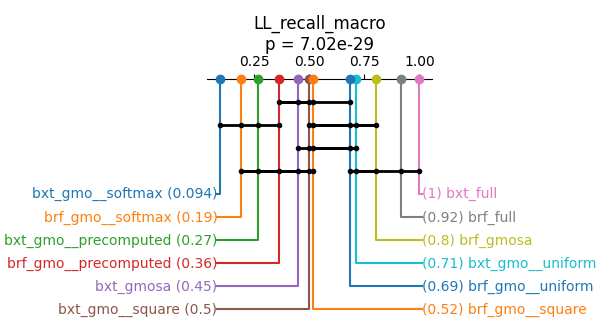 LL_recall_macro
p = 7.02e-29
0.25 0.50 0.75 1.00
bxt_gmo__softmax (0.094) (1) bxt_full
brf_gmo__softmax (0.19) (0.92) brf_full
bxt_gmo__precomputed (0.27) (0.8) brf_gmosa
brf_gmo__precomputed (0.36) (0.71) bxt_gmo__uniform
bxt_gmosa (0.45) (0.69) brf_gmo__uniform
bxt_gmo__square (0.5) (0.52) brf_gmo__square